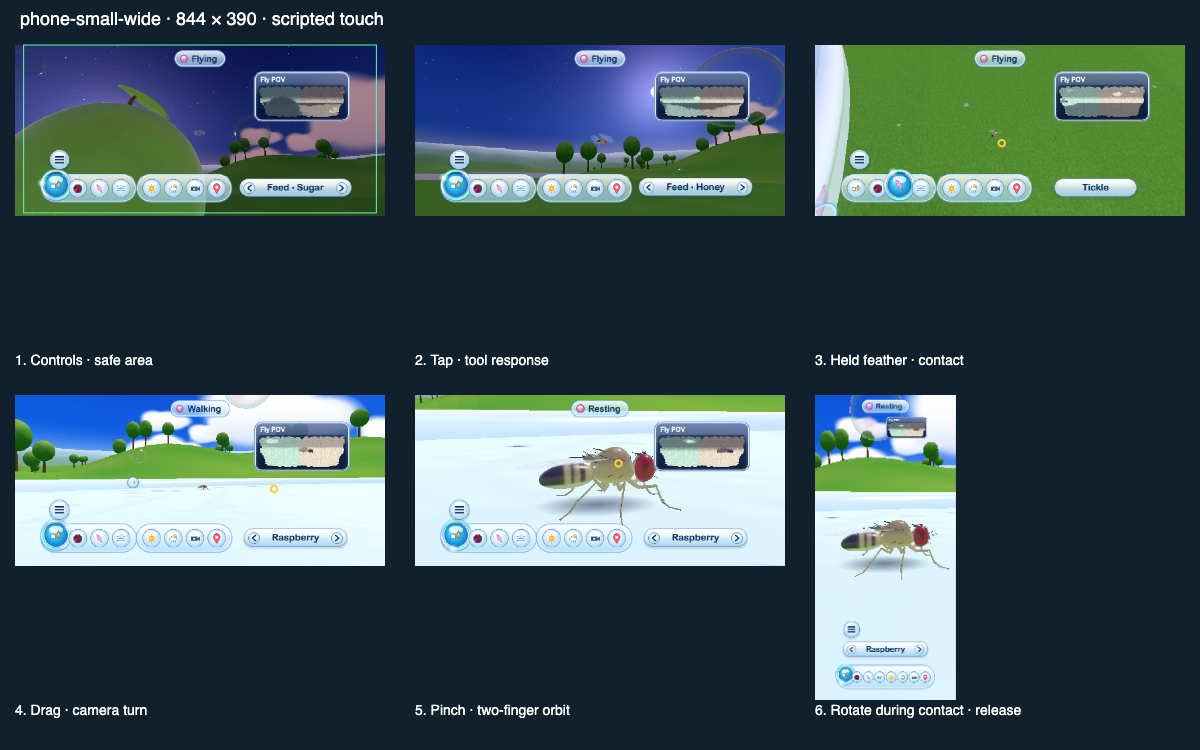 phone-small-wide · 844 × 390 · scripted touch
Flying
Fly POV
Feed · Sugar
1. Controls · safe area
Flying
Fly POV
Feed · Honey
2. Tap · tool response
Flying
Fly POV
Tickle
3. Held feather · contact
Walking
Fly POV
Raspberry
4. Drag · camera turn
Resting
Fly POV
Raspberry
5. Pinch · two-finger orbit
Resting
Raspberry
6. Rotate during contact · release